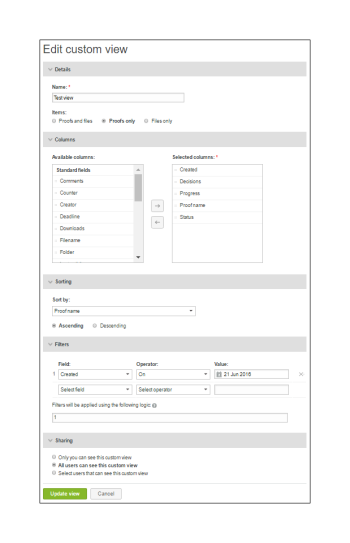 Edit custom view
Details
Name: *
Test view
Items:
Proofs and files Proofs only Files only
Columns
Available columns: Selected columns: *
Standard fields
Comments
Counter
Creator
Deadline
Downloads
Filename
Folder
Created
Decisions
Progress
Proof name
Status
Sorting
Sort by:
Proof name
Ascending Descending
Filters
Field: Operator: Value:
1 Created On 21 Jun 2016
Select field Select operator
Filters will be applied using the following logic
1
Sharing
Only you can see this custom view
All users can see this custom view
Select users that can see this custom view
Update view Cancel